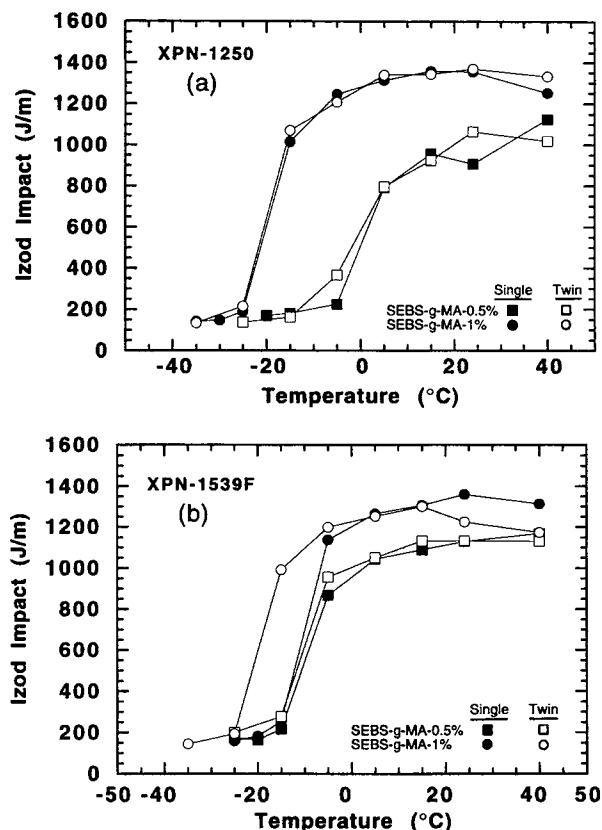 1600
XPN-1250
1400
(a)
1200
1000
800
600
400
200
0
Izod Impact (J/m)
Single Twin
SEBS-g-MA-0.5%
SEBS-g-MA-1%
-40 -20 0 20 40
Temperature (°C)
1600
XPN-1539F
1400
(b)
1200
1000
800
600
400
200
0
Izod Impact (J/m)
Single Twin
SEBS-g-MA-0.5%
SEBS-g-MA-1%
-50 -40 -20 0 20 40 50
Temperature (°C)